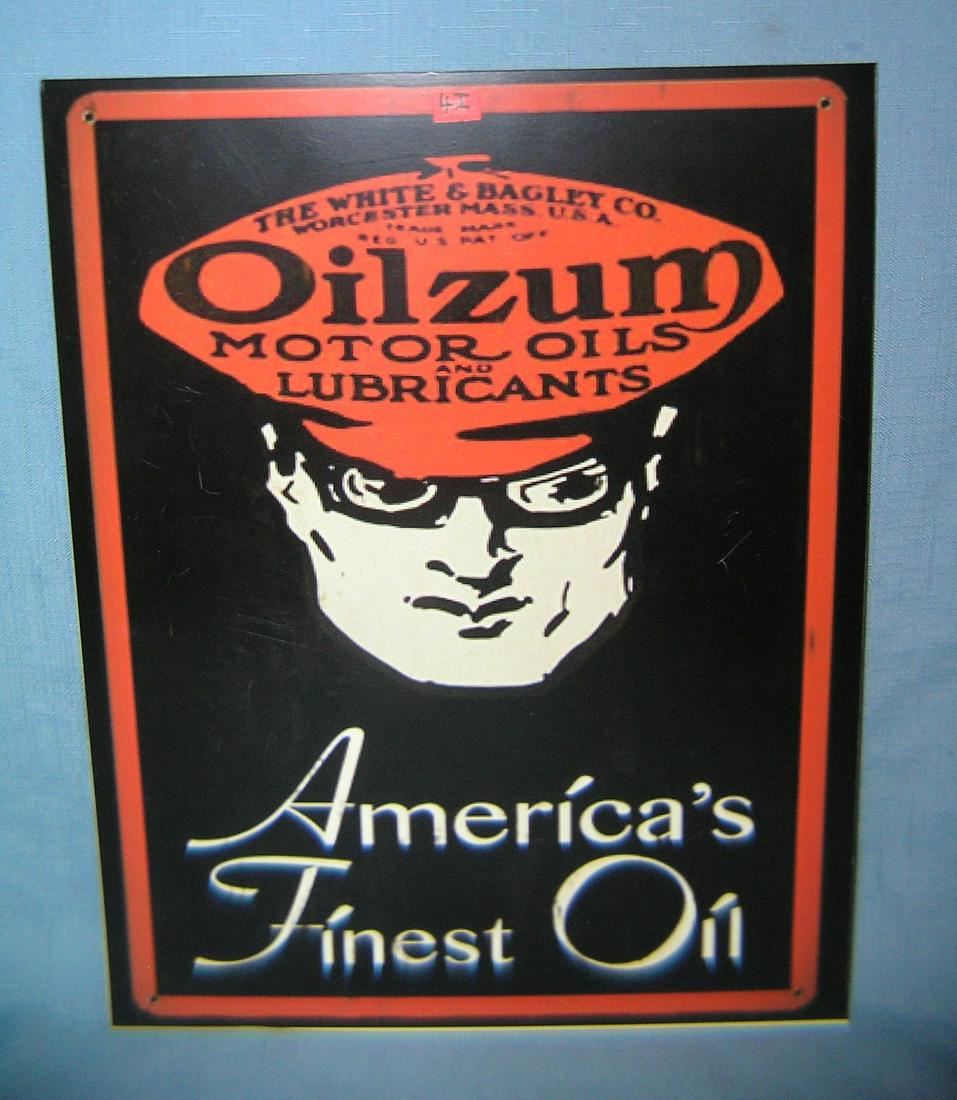 THE WHITE & BAGLEY CO.
WORCESTER MASS. U.S.A.
TRADE MARK
REG U.S. PAT OFF
Oilzum
MOTOR OILS
AND
LUBRICANTS
America's
Finest Oil